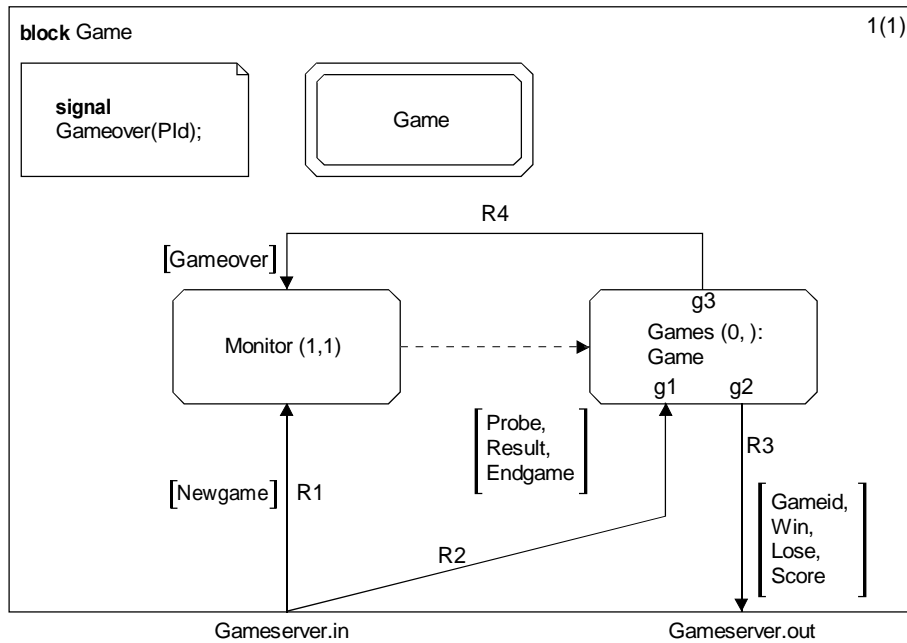 block Game
1(1)
signal
Gameover(PId);
Game
R4
[Gameover]
g3
Monitor (1,1)
Games (0, ):
Game
g1 g2
Probe,
Result,
Endgame
R3
[Newgame] R1
Gameid,
Win,
Lose,
Score
R2
Gameserver.in
Gameserver.out